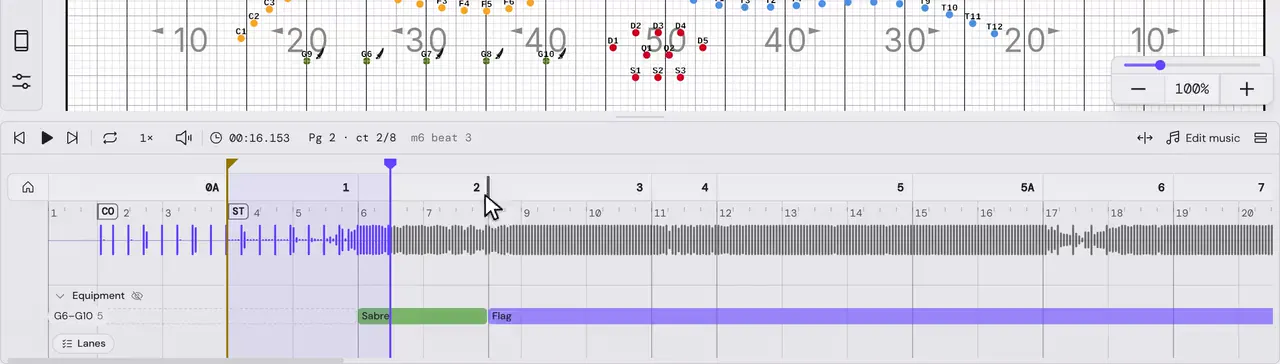 C3
C2
C1
F3 F4 F5 F6
T9
T10
T11
T12
D2 D3 D4
D1 D5
Q1 Q2
S1 S2 S3
G9 G6 G7 G8 G10
10 20 30 40 50 40 30 20 10
100%
1× 00:16.153 Pg 2 · ct 2/8 m6 beat 3 Edit music
0A 1 2 3 4 5 5A 6 7
1 CO 2 3 ST 4 5 6 7 9 10 11 12 13 14 15 16 17 18 19 20
Equipment
G6–G10 5 Sabre Flag
Lanes